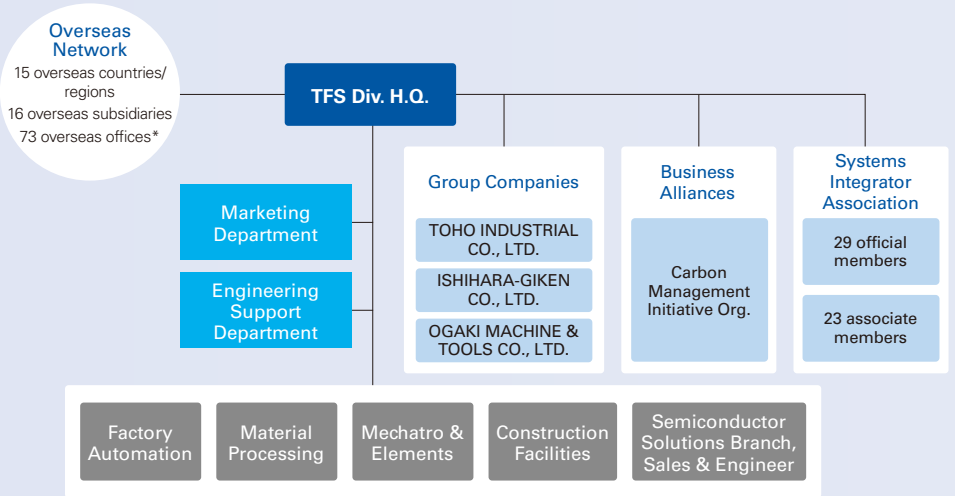 Overseas
Network
15 overseas countries/
regions
16 overseas subsidiaries
73 overseas offices*
TFS Div. H.Q.
Marketing
Department
Engineering
Support
Department
Group Companies
TOHO INDUSTRIAL
CO., LTD.
ISHIHARA-GIKEN
CO., LTD.
OGAKI MACHINE &
TOOLS CO., LTD.
Business
Alliances
Carbon
Management
Initiative Org.
Systems
Integrator
Association
29 official
members
23 associate
members
Factory
Automation
Material
Processing
Mechatro &
Elements
Construction
Facilities
Semiconductor
Solutions Branch,
Sales & Engineer